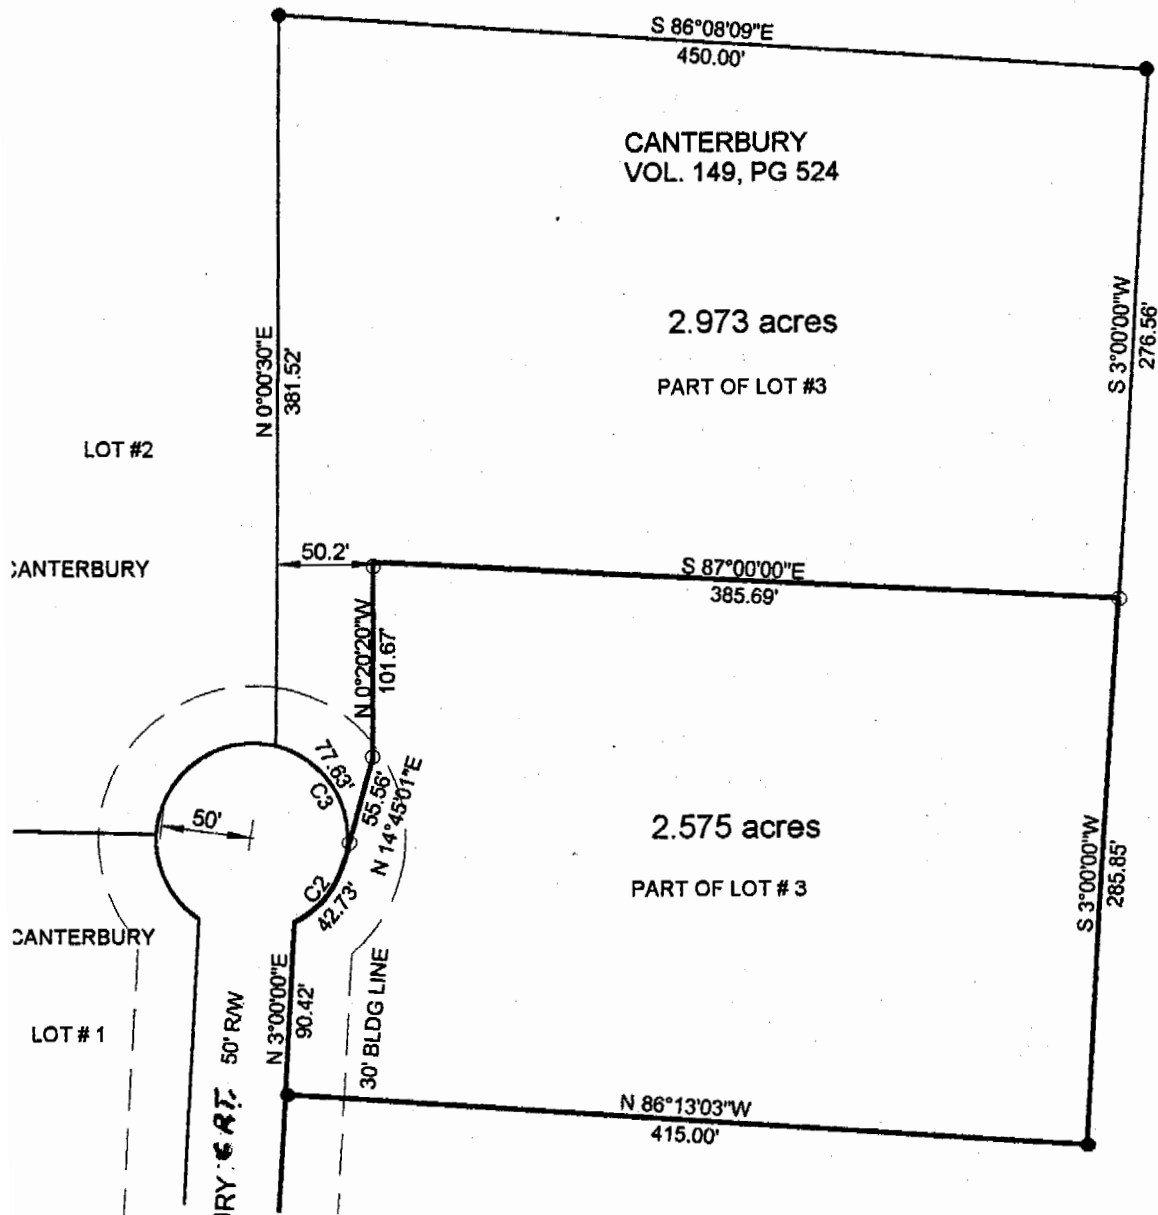 S 86°08'09"E
450.00'
CANTERBURY
VOL. 149, PG 524
2.973 acres
PART OF LOT #3
N 0°00'30"E
381.52'
S 3°00'00"W
276.56'
LOT #2
CANTERBURY
50.2'
S 87°00'00"E
385.69'
N 0°20'20"W
101.67'
77.63'
C3
55.56'
N 14°45'01"E
50'
2.575 acres
PART OF LOT # 3
C2
42.73'
S 3°00'00"W
285.85'
CANTERBURY
LOT # 1
N 3°00'00"E
90.42'
30' BLDG LINE
50' R/W
N 86°13'03"W
415.00'